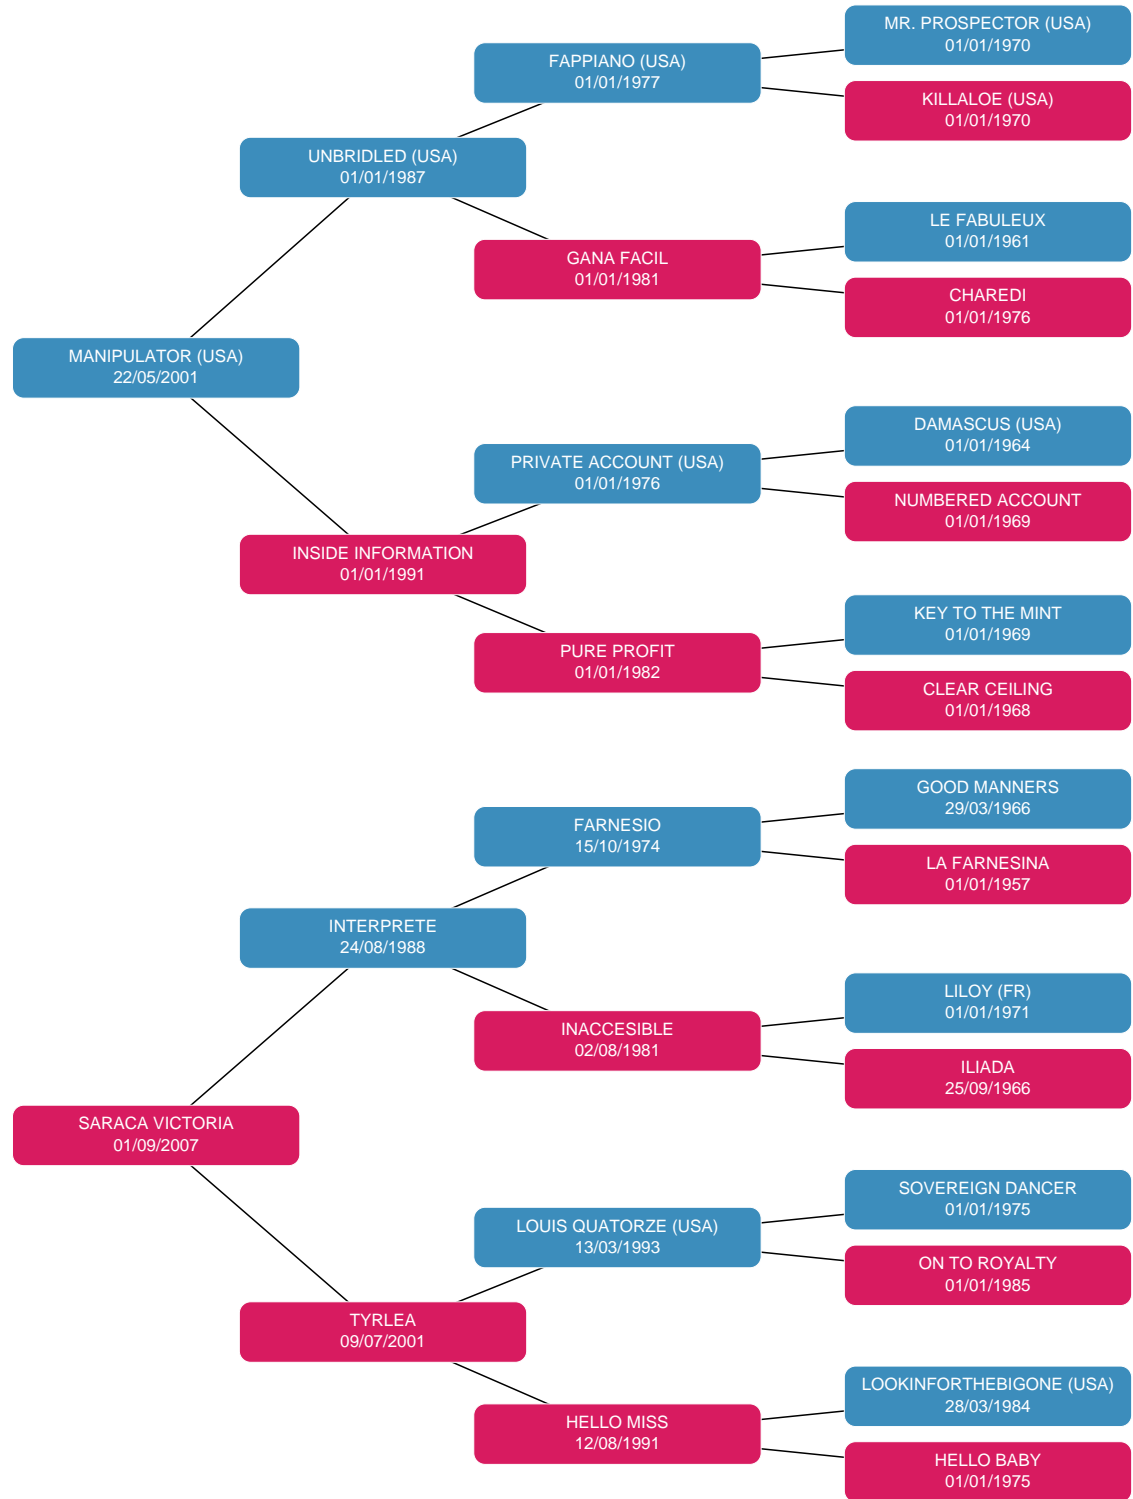 MR. PROSPECTOR (USA)
01/01/1970
FAPPIANO (USA)
01/01/1977
KILLALOE (USA)
01/01/1970
UNBRIDLED (USA)
01/01/1987
LE FABULEUX
01/01/1961
GANA FACIL
01/01/1981
CHAREDI
01/01/1976
MANIPULATOR (USA)
22/05/2001
DAMASCUS (USA)
01/01/1964
PRIVATE ACCOUNT (USA)
01/01/1976
NUMBERED ACCOUNT
01/01/1969
INSIDE INFORMATION
01/01/1991
KEY TO THE MINT
01/01/1969
PURE PROFIT
01/01/1982
CLEAR CEILING
01/01/1968
GOOD MANNERS
29/03/1966
FARNESIO
15/10/1974
LA FARNESINA
01/01/1957
INTERPRETE
24/08/1988
LILOY (FR)
01/01/1971
INACCESIBLE
02/08/1981
ILIADA
25/09/1966
SARACA VICTORIA
01/09/2007
SOVEREIGN DANCER
01/01/1975
LOUIS QUATORZE (USA)
13/03/1993
ON TO ROYALTY
01/01/1985
TYRLEA
09/07/2001
LOOKINFORTHEBIGONE (USA)
28/03/1984
HELLO MISS
12/08/1991
HELLO BABY
01/01/1975